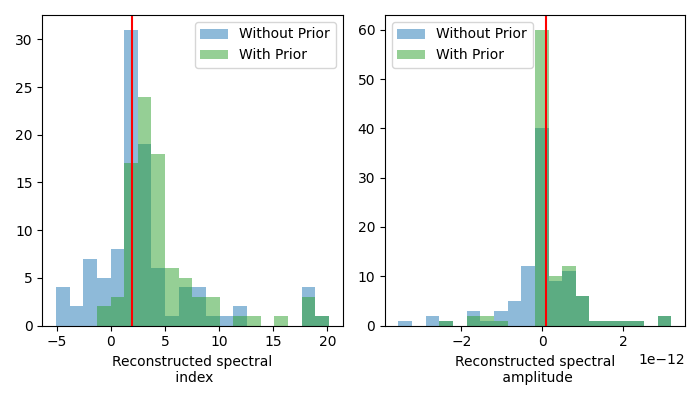 Without Prior
With Prior
30
25
20
15
10
5
0
−5
0
5
10
15
20
Reconstructed spectral
index
Without Prior
With Prior
60
50
40
30
20
10
0
−2
0
2
1e−12
Reconstructed spectral
amplitude